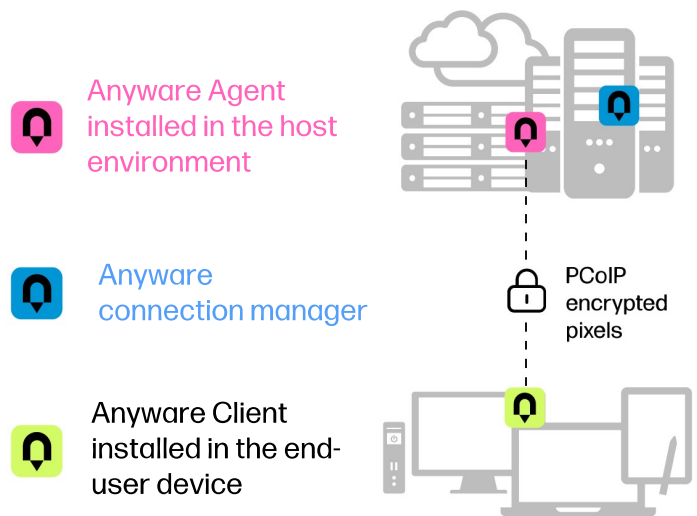 Anyware Agent
installed in the host
environment
Anyware
connection manager
PCoIP
encrypted
pixels
Anyware Client
installed in the end-
user device